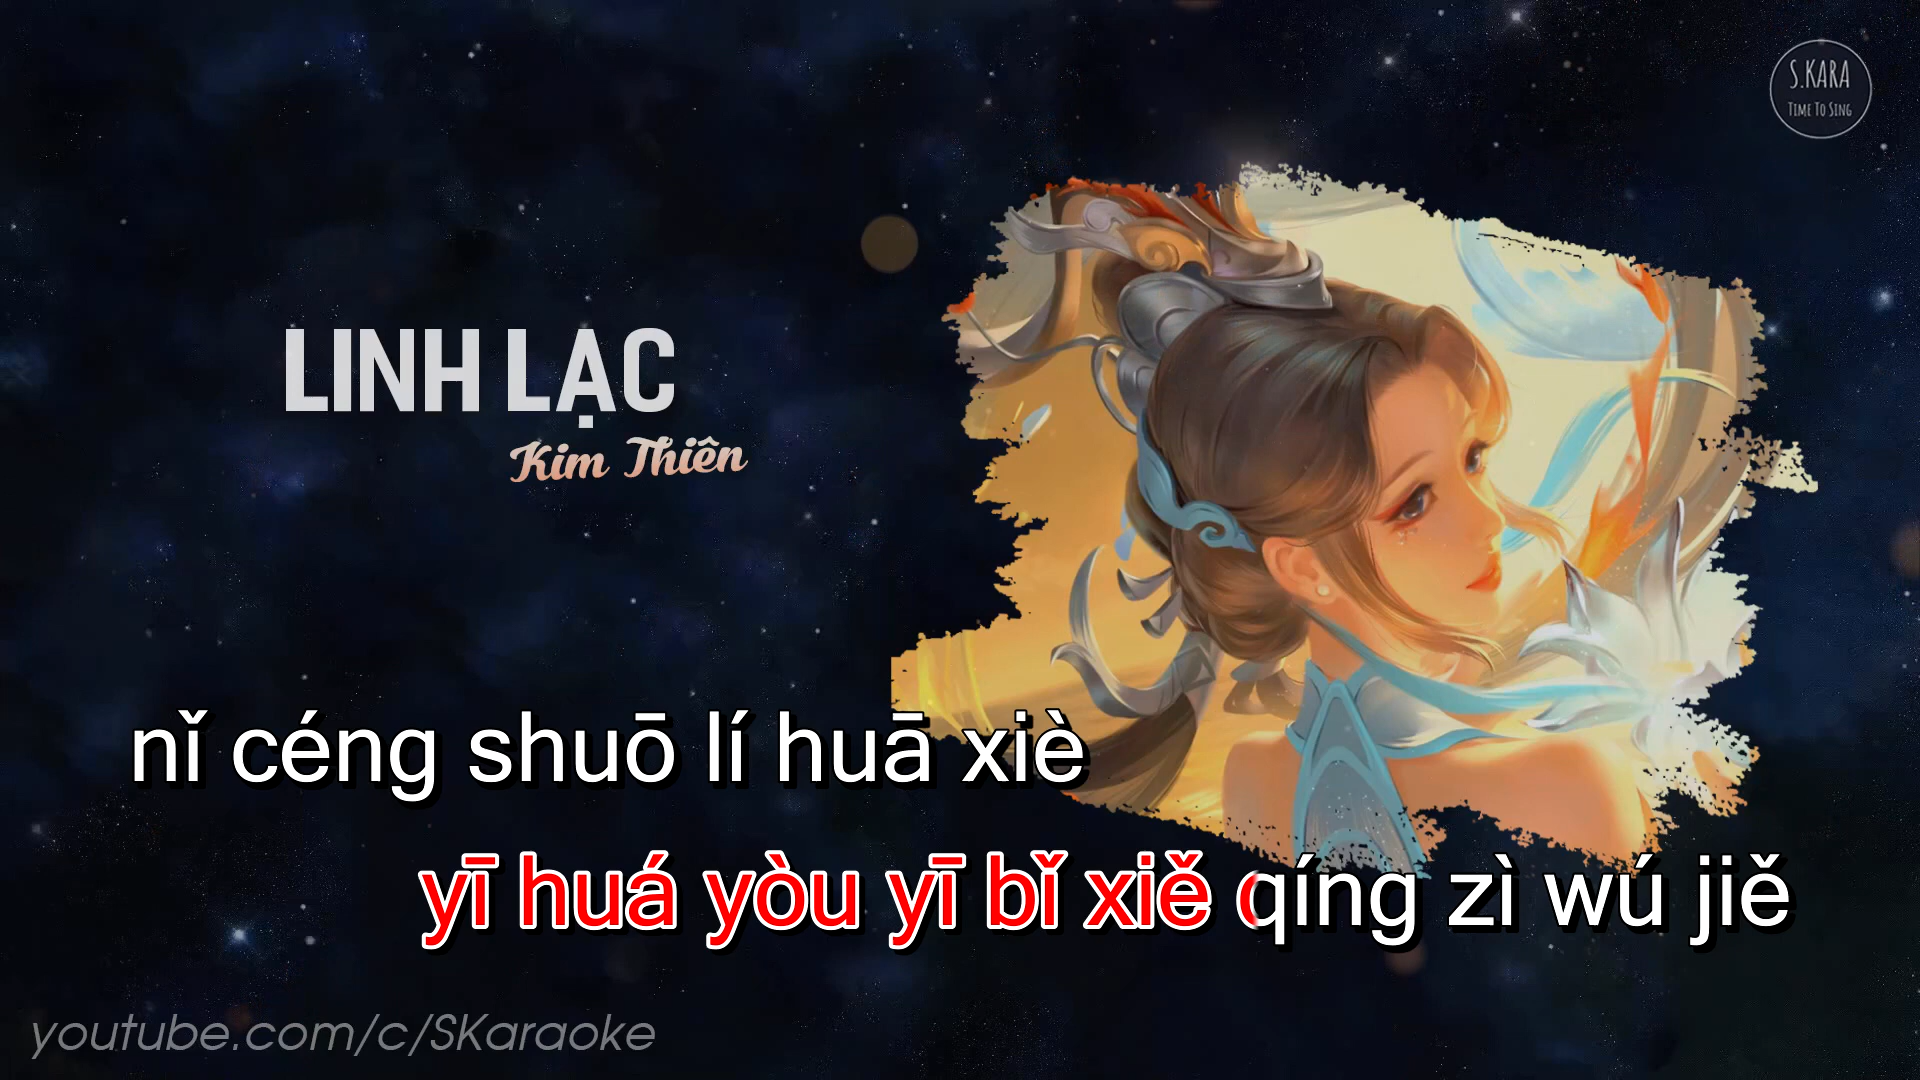 S.KARA
TIME TO SING
LINH LẠC
Kim Thiên
nǐ céng shuō lí huā xiè
yī huá yòu yī bǐ xiě qíng zì wú jiě
youtube.com/c/SKaraoke